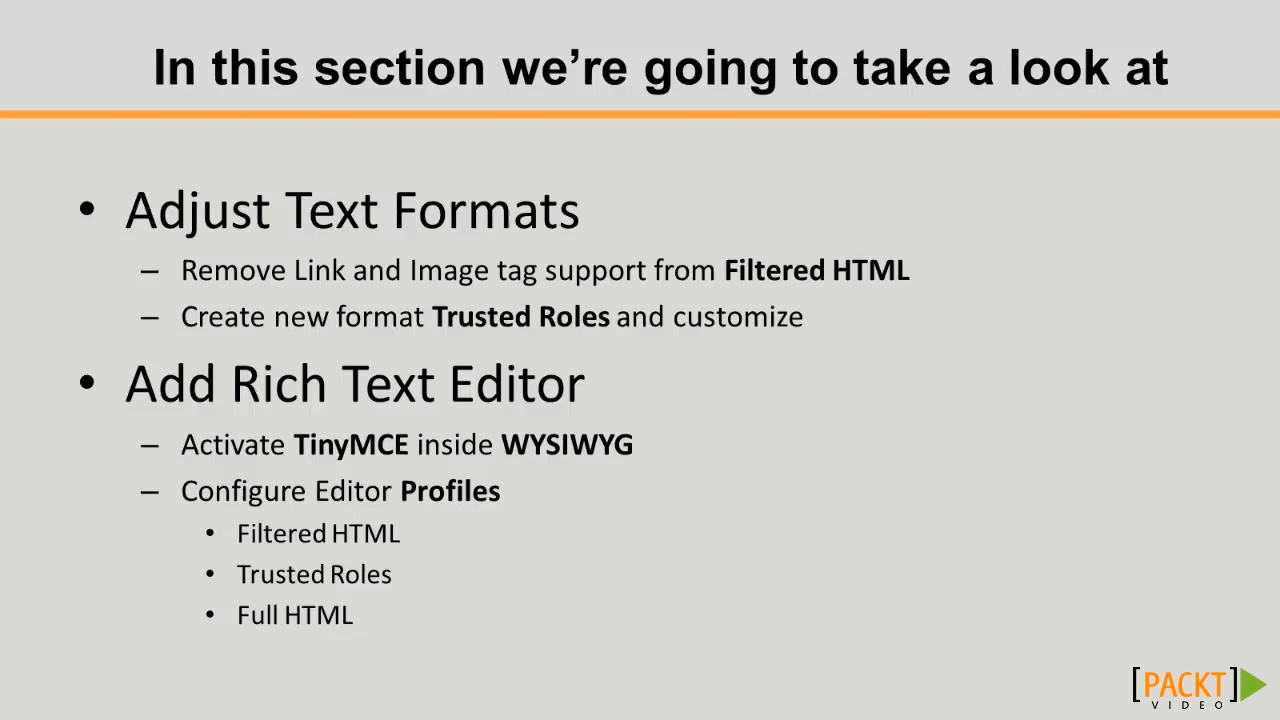 In this section we’re going to take a look at
• Adjust Text Formats
– Remove Link and Image tag support from Filtered HTML
– Create new format Trusted Roles and customize
• Add Rich Text Editor
– Activate TinyMCE inside WYSIWYG
– Configure Editor Profiles
• Filtered HTML
• Trusted Roles
• Full HTML
[PACKT]
VIDEO